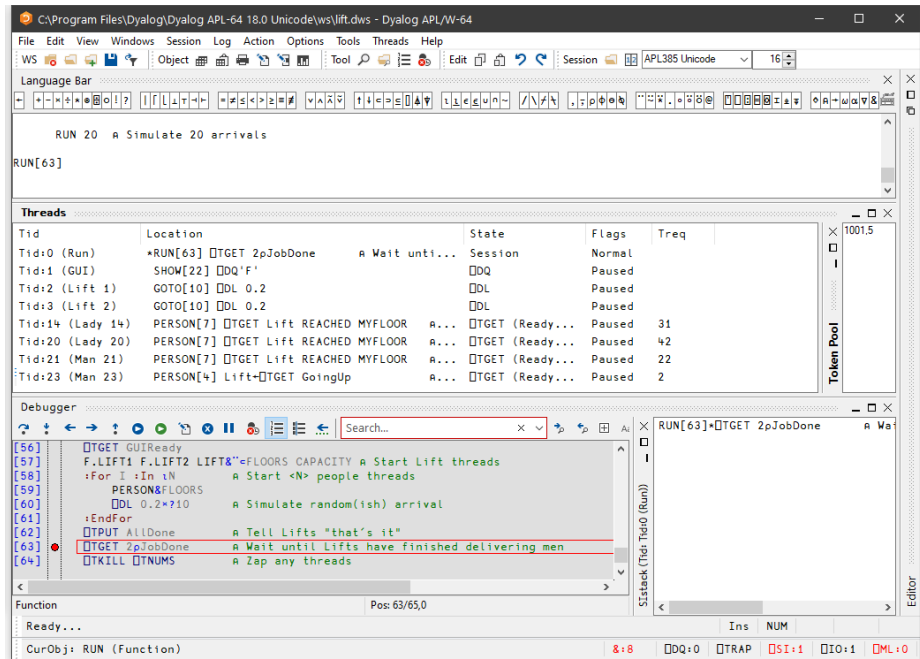 C:\Program Files\Dyalog\Dyalog APL-64 18.0 Unicode\ws\lift.dws - Dyalog APL/W-64
File Edit View Windows Session Log Action Options Tools Threads Help
WS Object Tool Edit Session APL385 Unicode 16
Language Bar
RUN 20 ⍝ Simulate 20 arrivals
RUN[63]
Threads
Tid Location State Flags Treq
Tid:0 (Run) *RUN[63] ⎕TGET 2⍴JobDone ⍝ Wait unti... Session Normal
Tid:1 (GUI) SHOW[22] ⎕DQ'F' ⎕DQ Paused
Tid:2 (Lift 1) GOTO[10] ⎕DL 0.2 ⎕DL Paused
Tid:3 (Lift 2) GOTO[10] ⎕DL 0.2 ⎕DL Paused
Tid:14 (Lady 14) PERSON[7] ⎕TGET Lift REACHED MYFLOOR ⍝... ⎕TGET (Ready... Paused 31
Tid:20 (Lady 20) PERSON[7] ⎕TGET Lift REACHED MYFLOOR ⍝... ⎕TGET (Ready... Paused 42
Tid:21 (Man 21) PERSON[7] ⎕TGET Lift REACHED MYFLOOR ⍝... ⎕TGET (Ready... Paused 22
Tid:23 (Man 23) PERSON[4] Lift←⎕TGET GoingUp ⍝... ⎕TGET (Ready... Paused 2
1001.5
Token Pool
Debugger
Search...
[56] ⎕TGET GUIReady
[57] F.LIFT1 F.LIFT2 LIFT&¨⊂FLOORS CAPACITY ⍝ Start Lift threads
[58] :For I :In ⍳N ⍝ Start <N> people threads
[59] PERSON&FLOORS
[60] ⎕DL 0.2×?10 ⍝ Simulate random(ish) arrival
[61] :EndFor
[62] ⎕TPUT AllDone ⍝ Tell Lifts "that's it"
[63] ⎕TGET 2⍴JobDone ⍝ Wait until Lifts have finished delivering men
[64] ⎕TKILL ⎕TNUMS ⍝ Zap any threads
Function Pos: 63/65,0
RUN[63]*⎕TGET 2⍴JobDone ⍝ Wai
SIstack (Tid: Tid:0 (Run))
Editor
Ready... Ins NUM
CurObj: RUN (Function) &:8 ⎕DQ:0 ⎕TRAP ⎕SI:1 ⎕IO:1 ⎕ML:0